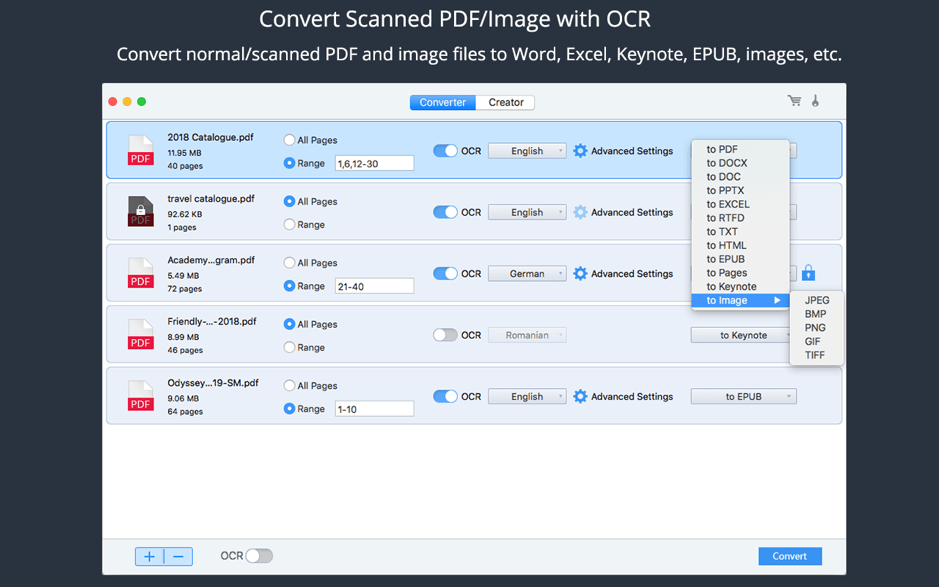 Convert Scanned PDF/Image with OCR
Convert normal/scanned PDF and image files to Word, Excel, Keynote, EPUB, images, etc.
Converter Creator
2018 Catalogue.pdf
11.95 MB
40 pages
PDF
All Pages
Range 1,6,12-30
OCR English Advanced Settings
travel catalogue.pdf
92.62 KB
1 pages
PDF
All Pages
Range
OCR English Advanced Settings
Academy...gram.pdf
5.49 MB
72 pages
PDF
All Pages
Range 21-40
OCR German Advanced Settings
Friendly-...-2018.pdf
8.99 MB
46 pages
PDF
All Pages
Range
OCR Romanian
to Keynote
Odyssey...19-SM.pdf
9.06 MB
64 pages
PDF
All Pages
Range 1-10
OCR English Advanced Settings
to EPUB
to PDF
to DOCX
to DOC
to PPTX
to EXCEL
to RTFD
to TXT
to HTML
to EPUB
to Pages
to Keynote
to Image
JPEG
BMP
PNG
GIF
TIFF
+ − OCR Convert